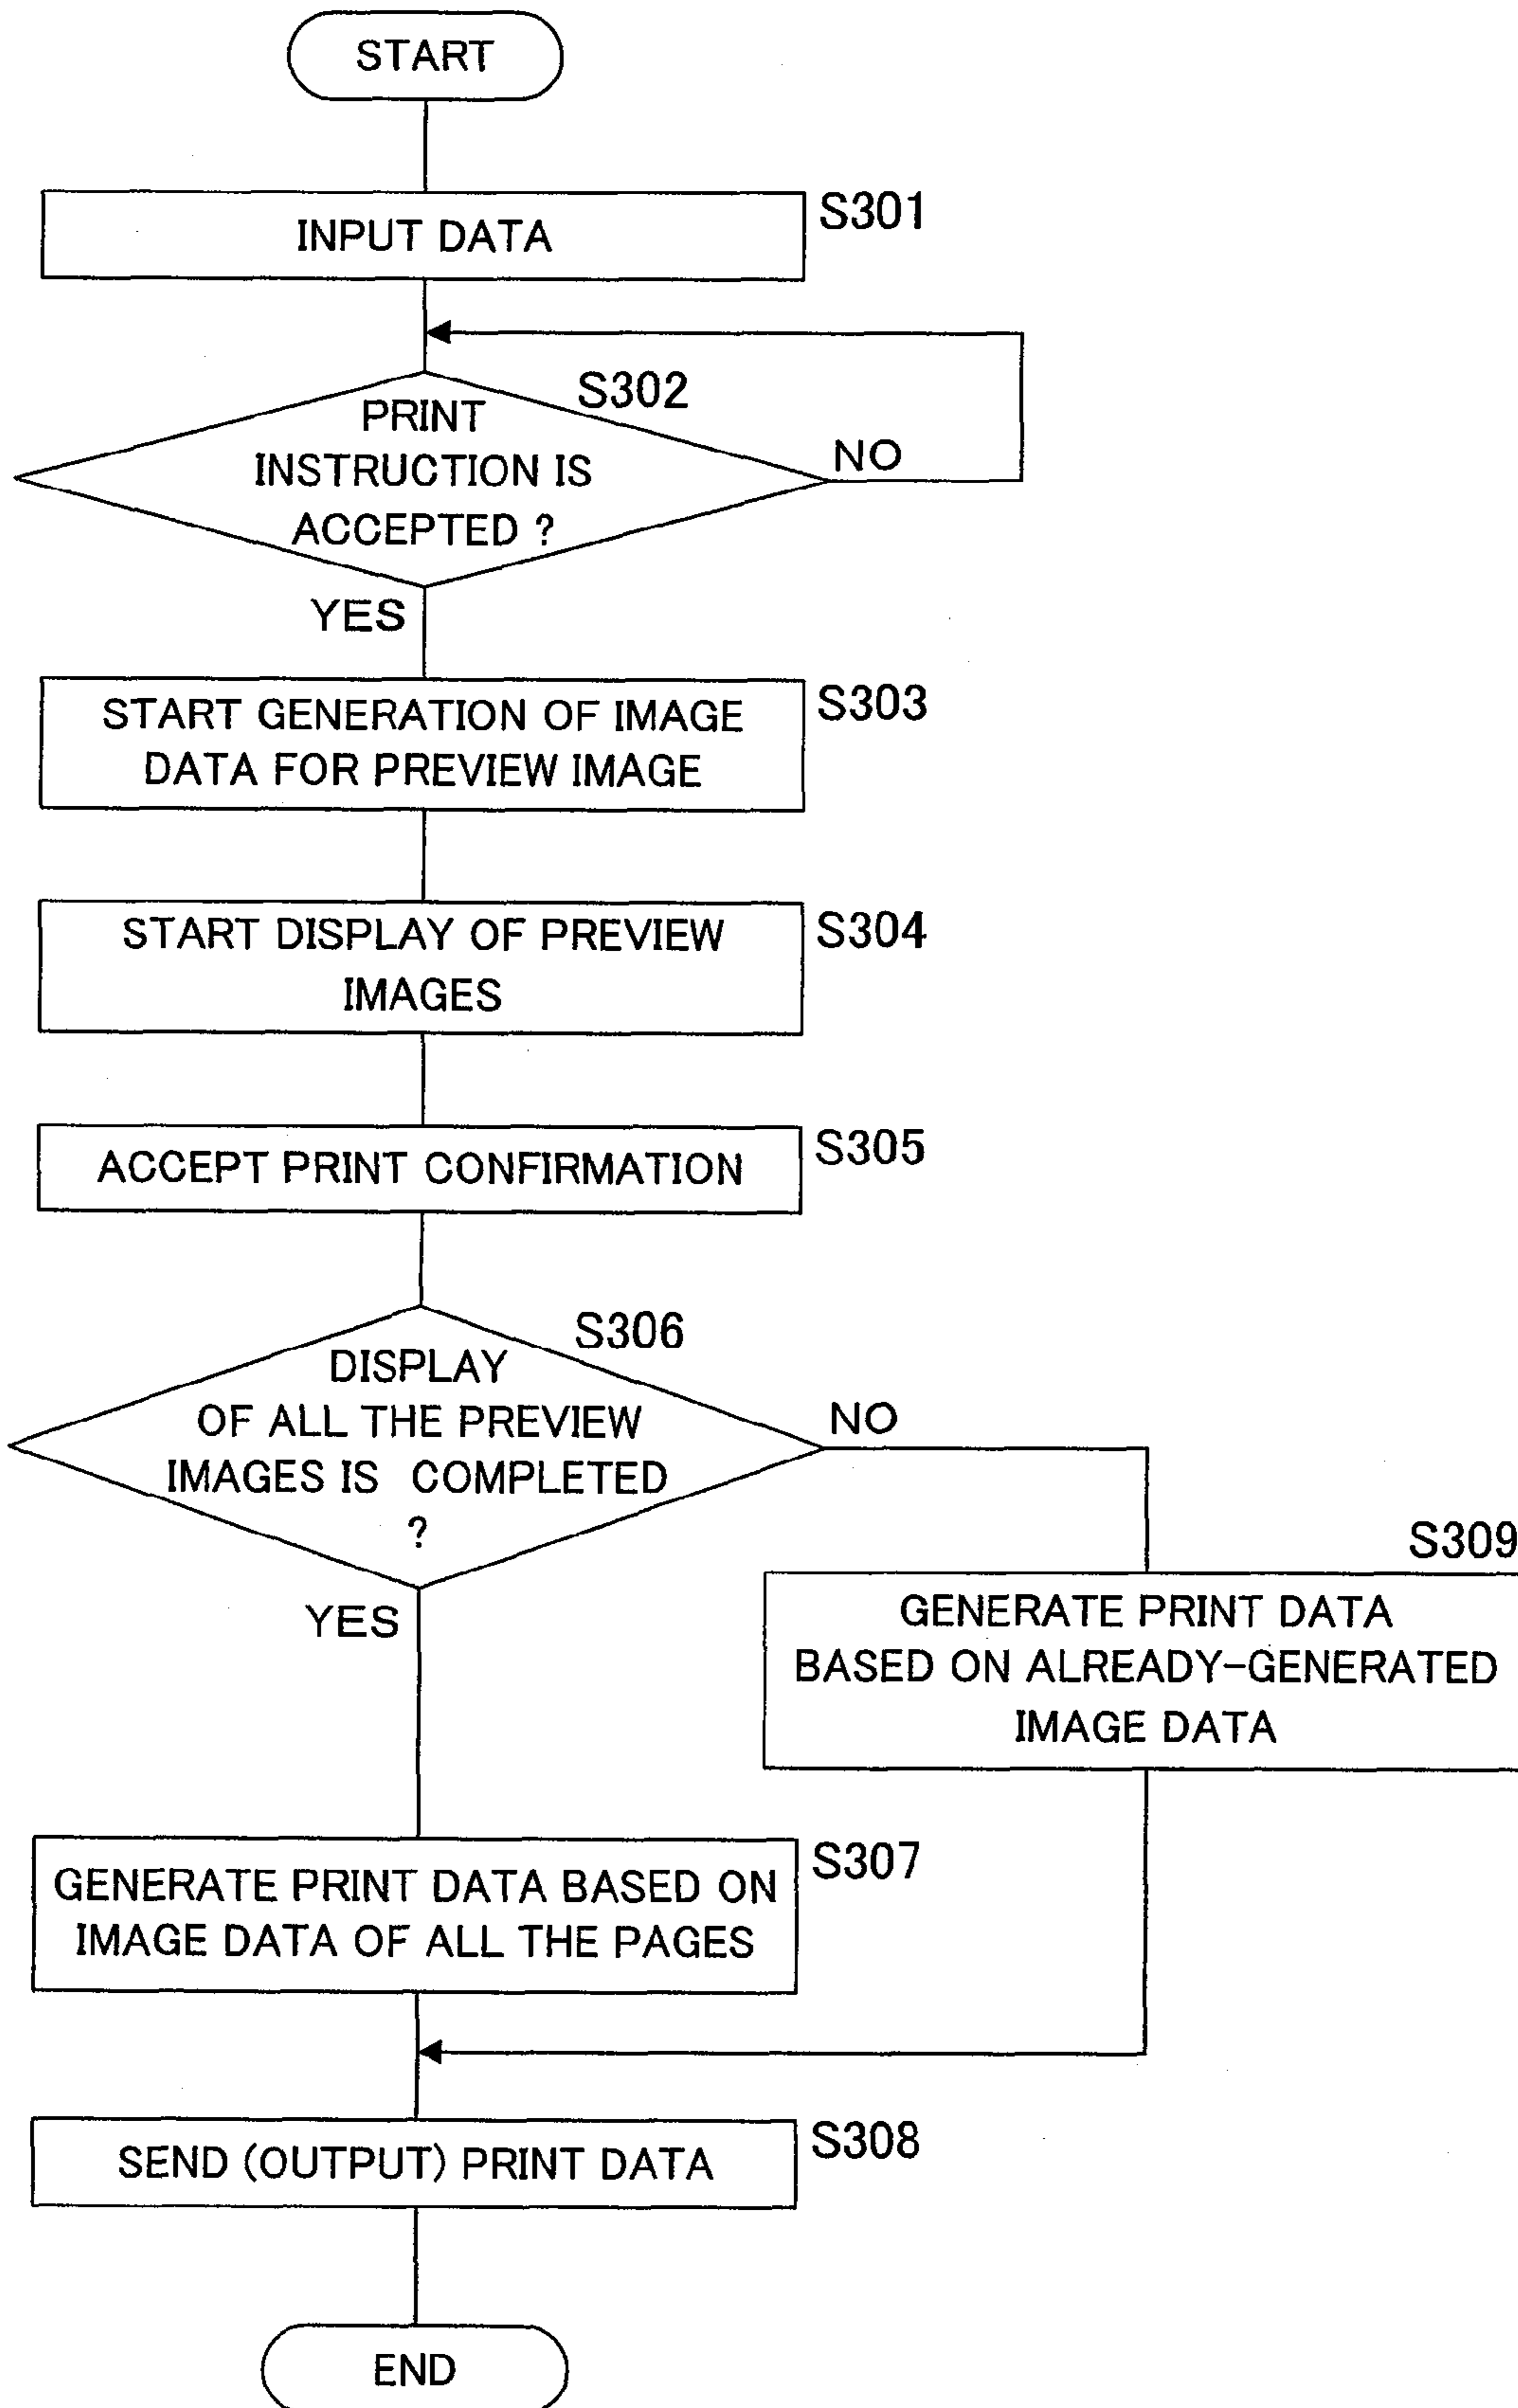 START
INPUT DATA
S301
S302
PRINT
INSTRUCTION IS
ACCEPTED ?
NO
YES
START GENERATION OF IMAGE
DATA FOR PREVIEW IMAGE
S303
START DISPLAY OF PREVIEW
IMAGES
S304
ACCEPT PRINT CONFIRMATION
S305
S306
DISPLAY
OF ALL THE PREVIEW
IMAGES IS COMPLETED
?
NO
YES
S309
GENERATE PRINT DATA
BASED ON ALREADY-GENERATED
IMAGE DATA
GENERATE PRINT DATA BASED ON
IMAGE DATA OF ALL THE PAGES
S307
SEND (OUTPUT) PRINT DATA
S308
END